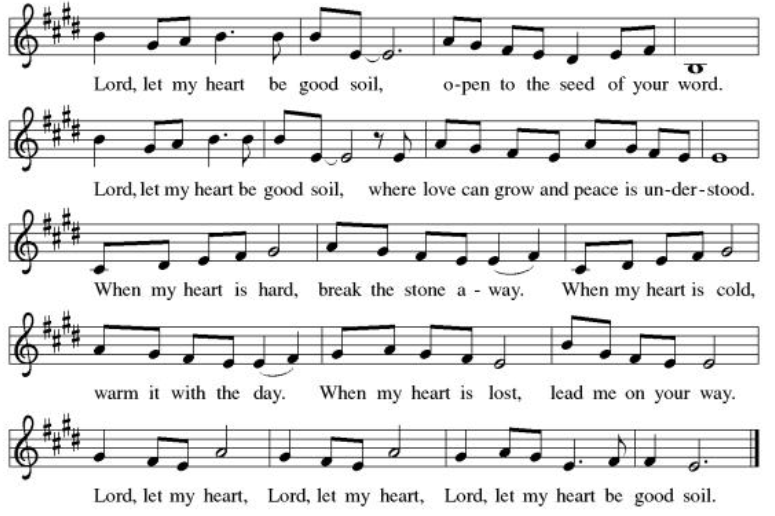 Lord, let my heart be good soil, o-pen to the seed of your word.
Lord, let my heart be good soil, where love can grow and peace is un-der-stood.
When my heart is hard, break the stone a - way. When my heart is cold,
warm it with the day. When my heart is lost, lead me on your way.
Lord, let my heart, Lord, let my heart, Lord, let my heart be good soil.